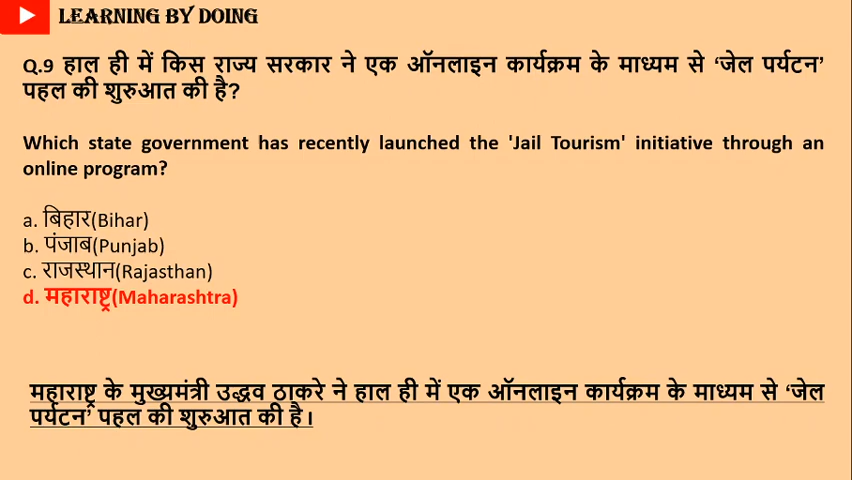 LEARNING BY DOING
Q.9 हाल ही में किस राज्य सरकार ने एक ऑनलाइन कार्यक्रम के माध्यम से ‘जेल पर्यटन’
पहल की शुरुआत की है?
Which state government has recently launched the 'Jail Tourism' initiative through an
online program?
a. बिहार(Bihar)
b. पंजाब(Punjab)
c. राजस्थान(Rajasthan)
d. महाराष्ट्र(Maharashtra)
महाराष्ट्र के मुख्यमंत्री उद्धव ठाकरे ने हाल ही में एक ऑनलाइन कार्यक्रम के माध्यम से ‘जेल
पर्यटन’ पहल की शुरुआत की है।